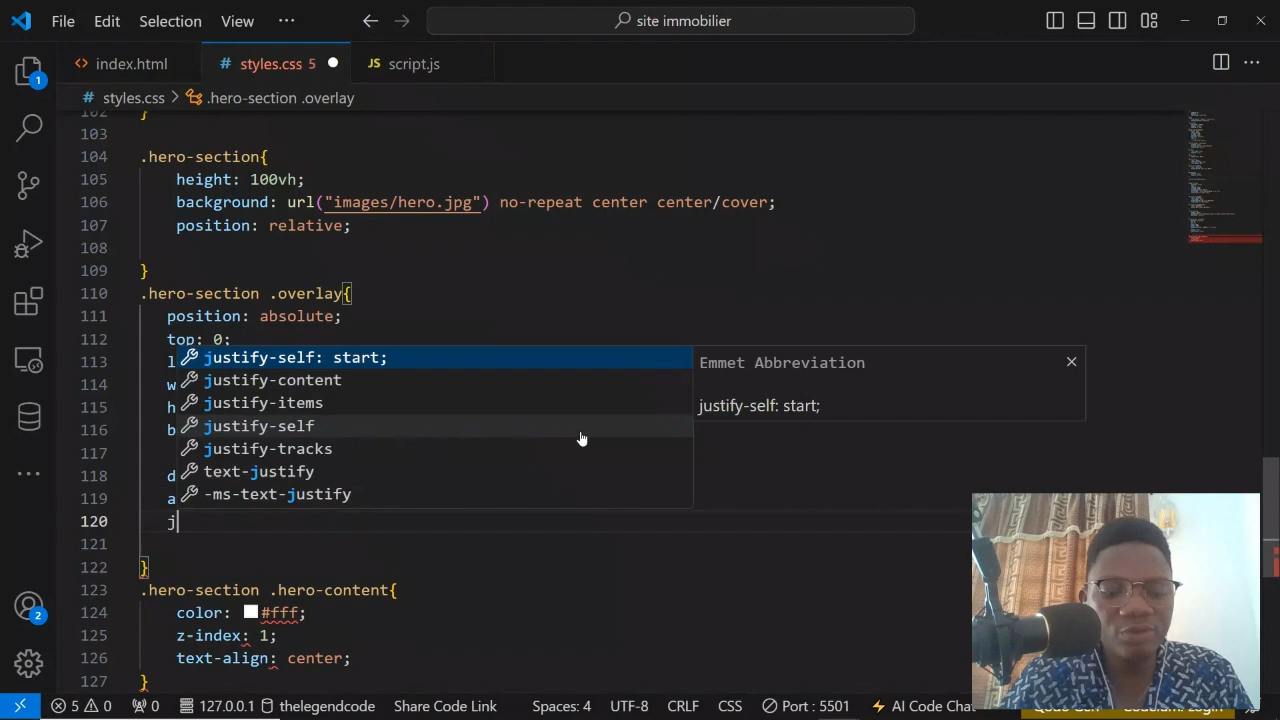 File Edit Selection View ··· site immobilier
index.html styles.css 5 script.js
styles.css > .hero-section .overlay
102 }
103
104 .hero-section{
105 height: 100vh;
106 background: url("images/hero.jpg") no-repeat center center/cover;
107 position: relative;
108
109 }
110 .hero-section .overlay{
111 position: absolute;
112 top: 0;
113 l
justify-self: start;
Emmet Abbreviation
114 w
justify-content
115 h
justify-items
justify-self: start;
116 b
justify-self
117
justify-tracks
118 d
text-justify
119 a
-ms-text-justify
120 j
121
122 }
123 .hero-section .hero-content{
124 color: #fff;
125 z-index: 1;
126 text-align: center;
127 }
1
2
5 0 0 127.0.0.1 thelegendcode Share Code Link Spaces: 4 UTF-8 CRLF CSS Port : 5501 AI Code Chat